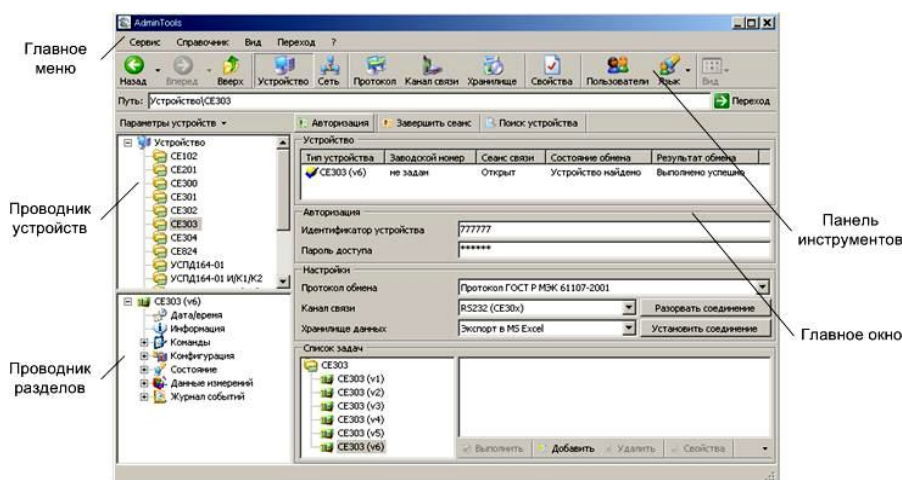 AdminTools
Главное меню
Сервис Справочник Вид Переход ?
Назад Вперед Вверх Устройство Сеть Протокол Канал связи Хранилище Свойства Пользователи Язык Вид
Путь: Устройство\CE303 Переход
Параметры устройств Авторизация Завершить сеанс Поиск устройства
Проводник устройств
Устройство
CE102
CE201
CE300
CE301
CE302
CE303
CE304
CE824
УСПД164-01
УСПД164-01 И/К1/К2
Устройство
Тип устройства Заводской номер Сеанс связи Состояние обмена Результат обмена
CE303 (v6) не задан Открыт Устройство найдено Выполнено успешно
Авторизация
Идентификатор устройства 777777
Пароль доступа ******
Панель инструментов
Настройки
Протокол обмена Протокол ГОСТ Р МЭК 61107-2001
Канал связи RS232 (CE30x) Разорвать соединение
Хранилище данных Экспорт в MS Excel Установить соединение
Главное окно
Проводник разделов
CE303 (v6)
Дата/время
Информация
Команды
Конфигурация
Состояние
Данные измерений
Журнал событий
Список задач
CE303
CE303 (v1)
CE303 (v2)
CE303 (v3)
CE303 (v4)
CE303 (v5)
CE303 (v6)
Выполнить Добавить Удалить Свойства